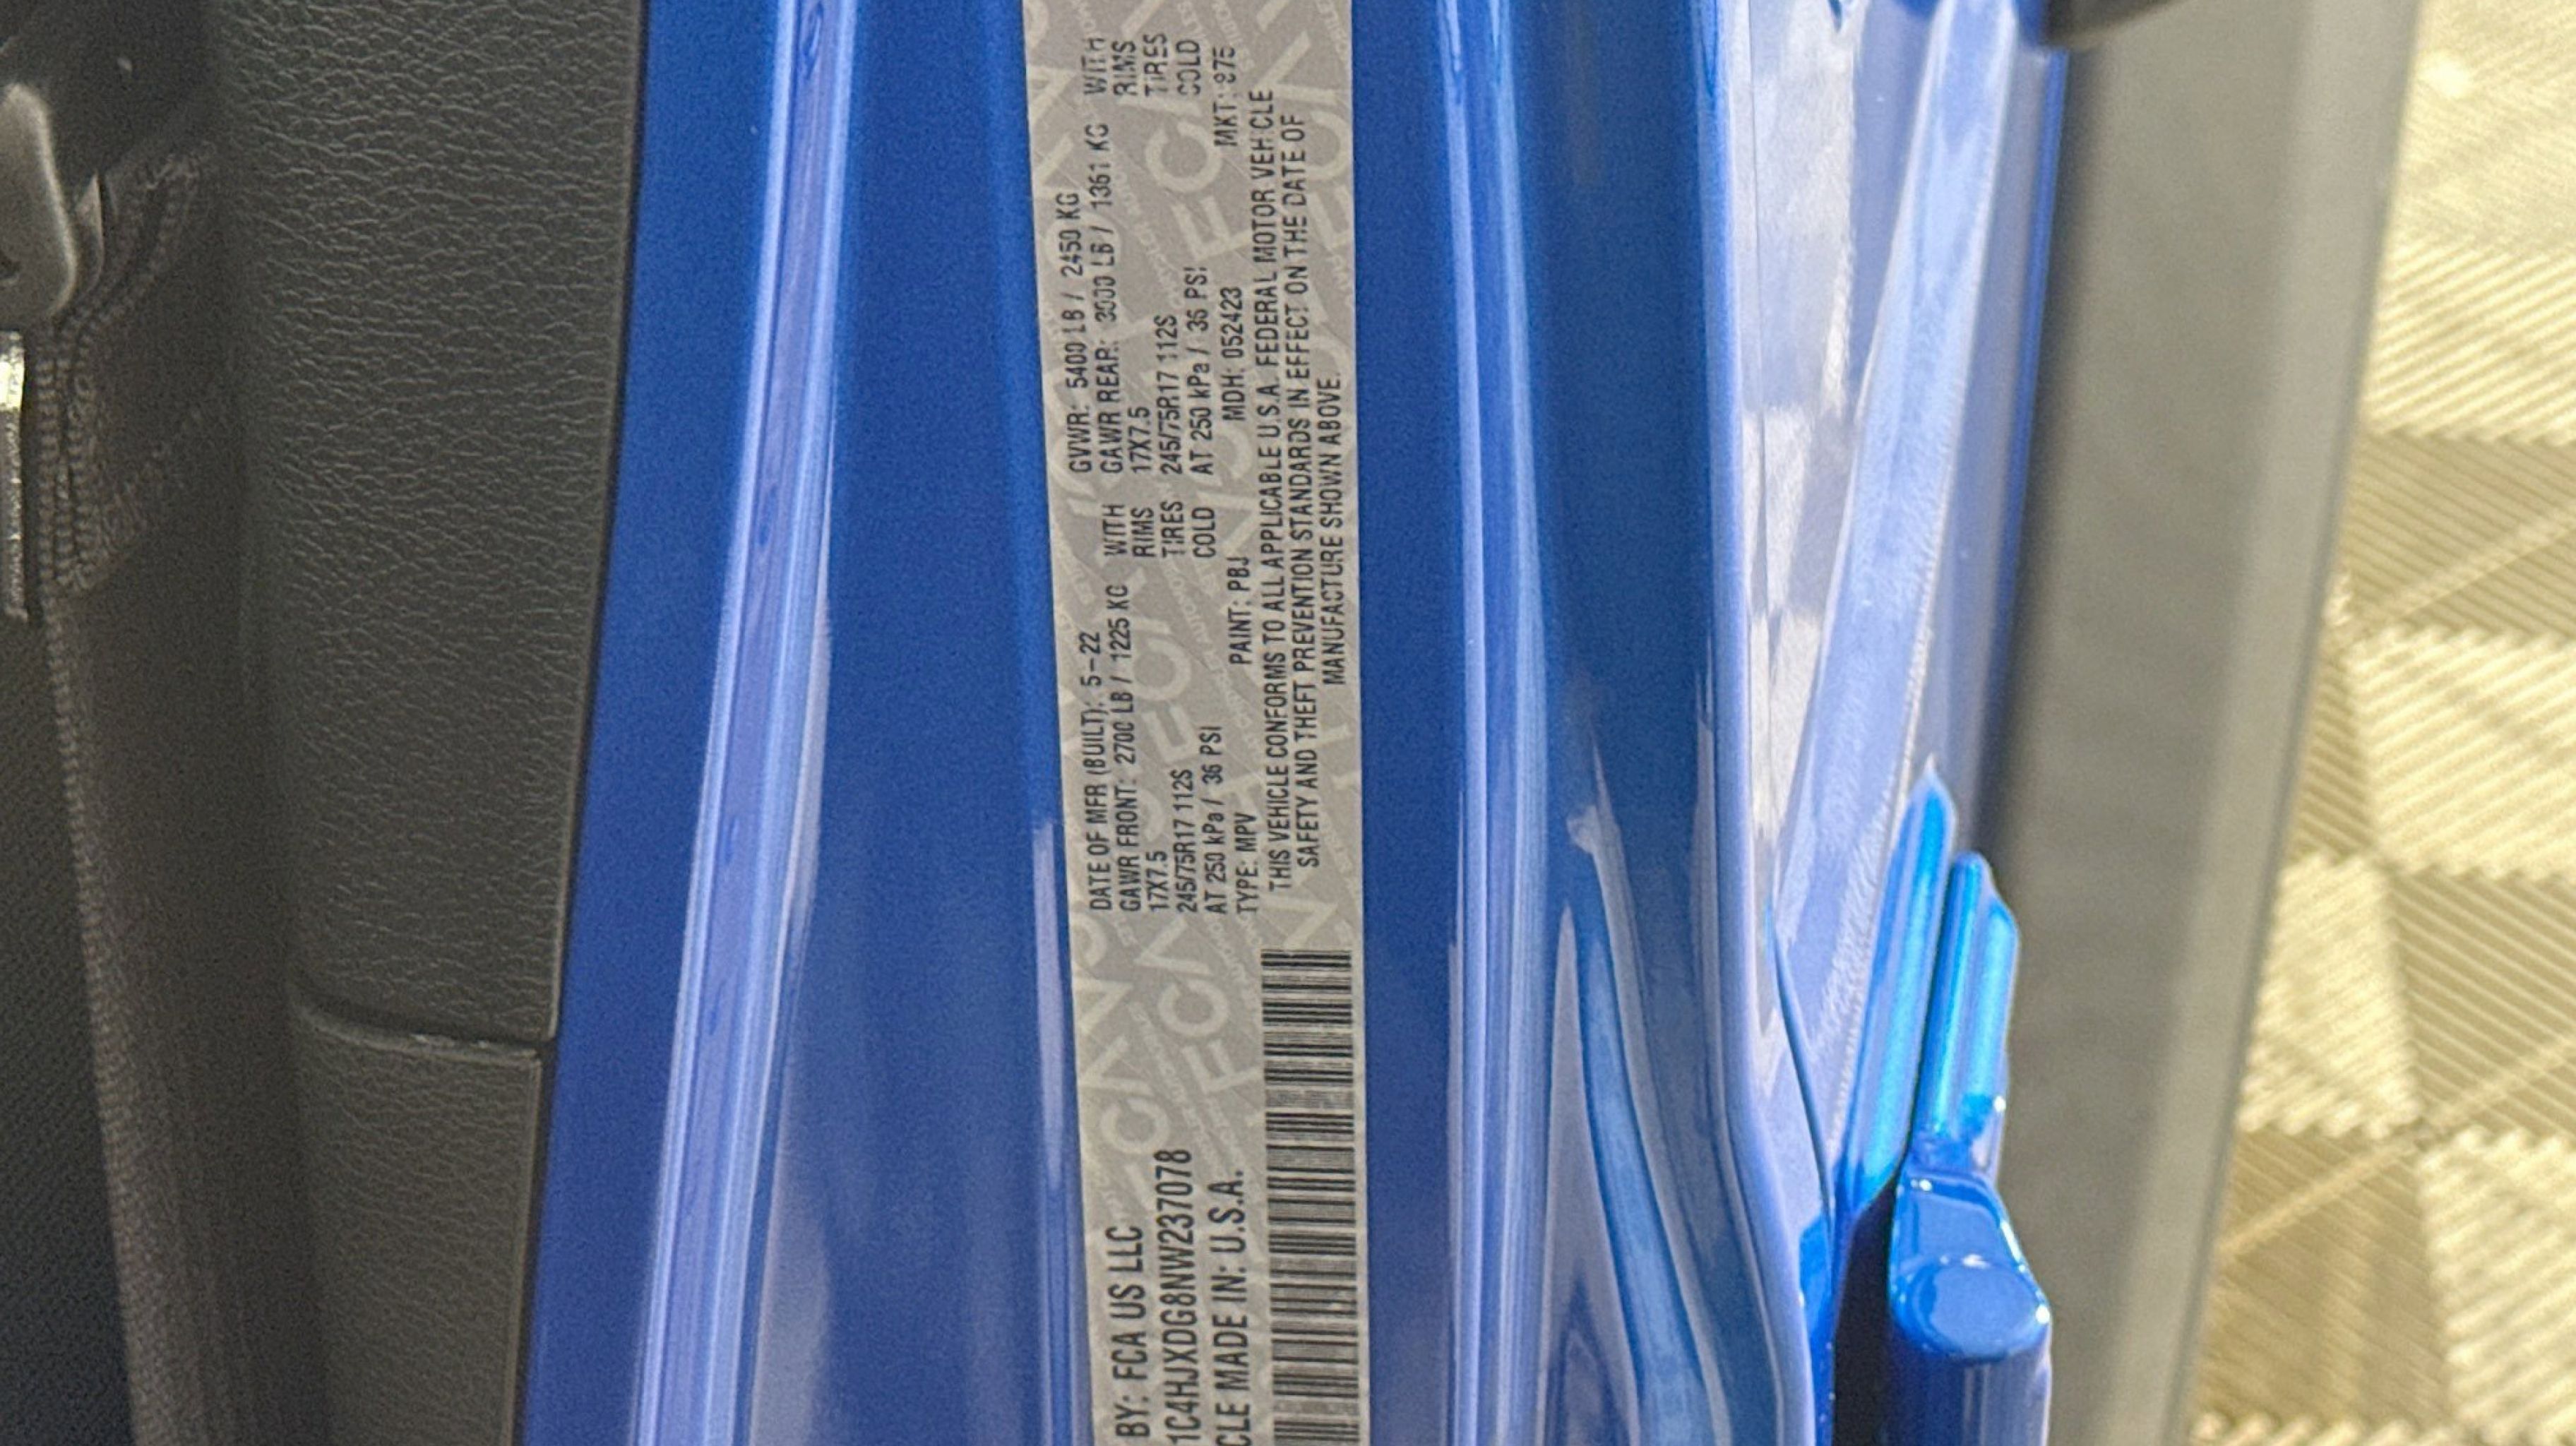 BY: FCA US LLC
1C4HJXDG8NW237078
CLE MADE IN: U.S.A.
DATE OF MFR (BUILT): 5-22 GVWR: 5400 LB / 2450 KG
GAWR FRONT: 2700 LB / 1225 KG WITH GAWR REAR: 3000 LB / 1361 KG WITH
17X7.5 RIMS 17X7.5 RIMS
245/75R17 112S TIRES 245/75R17 112S TIRES
AT 250 kPa / 36 PSI COLD AT 250 kPa / 36 PSI COLD
TYPE: MPV PAINT: PBJ MDH: 052423 MKT:
THIS VEHICLE CONFORMS TO ALL APPLICABLE U.S.A. FEDERAL MOTOR VEHICLE
SAFETY AND THEFT PREVENTION STANDARDS IN EFFECT ON THE DATE OF
MANUFACTURE SHOWN ABOVE.
FCA